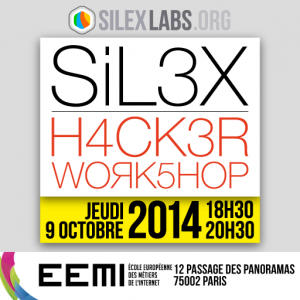 SILEXLABS.ORG
SiL3X
H4CK3R
WOЯK5HOP
JEUDI
9 OCTOBRE
2014
18H30
20H30
EEMI
ÉCOLE EUROPÉENNE
DES MÉTIERS
DE L'INTERNET
12 PASSAGE DES PANORAMAS
75002 PARIS